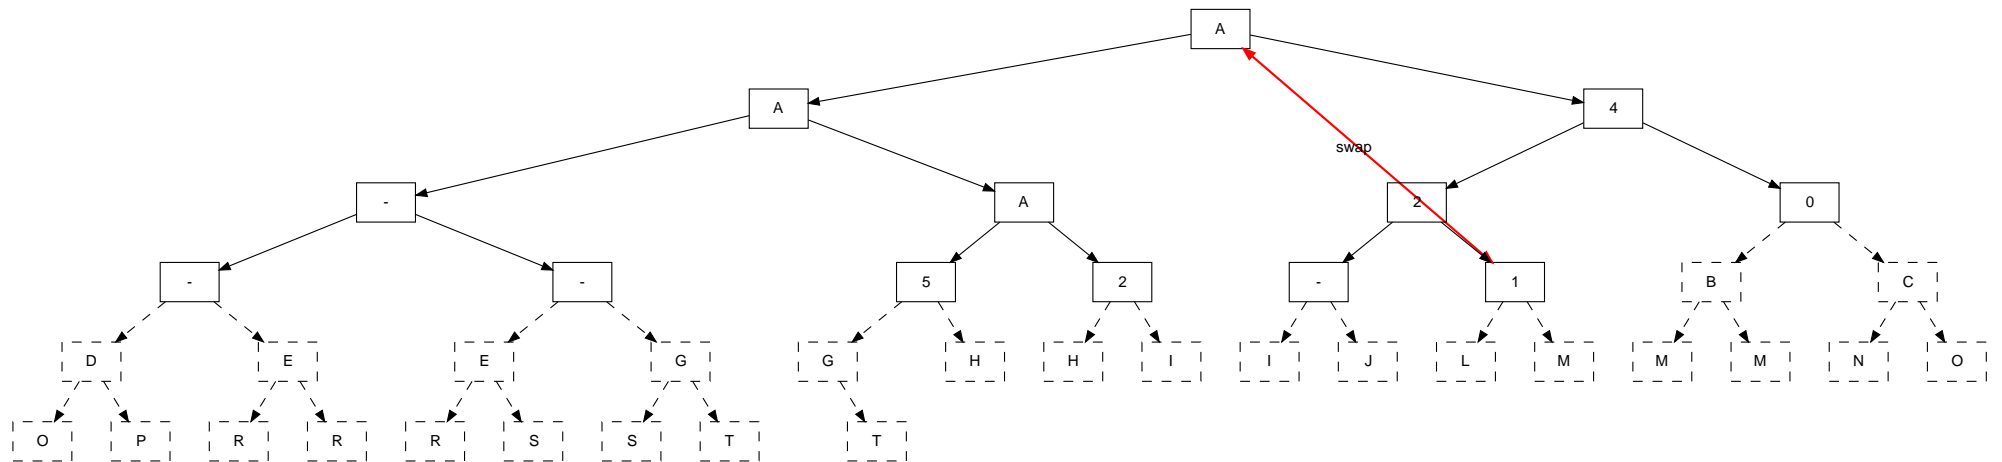 A
A 4
swap
- A 2 0
- - 5 2 - 1 B C
D E E G G H H I I J L M M M N O
O P R R R S S T T